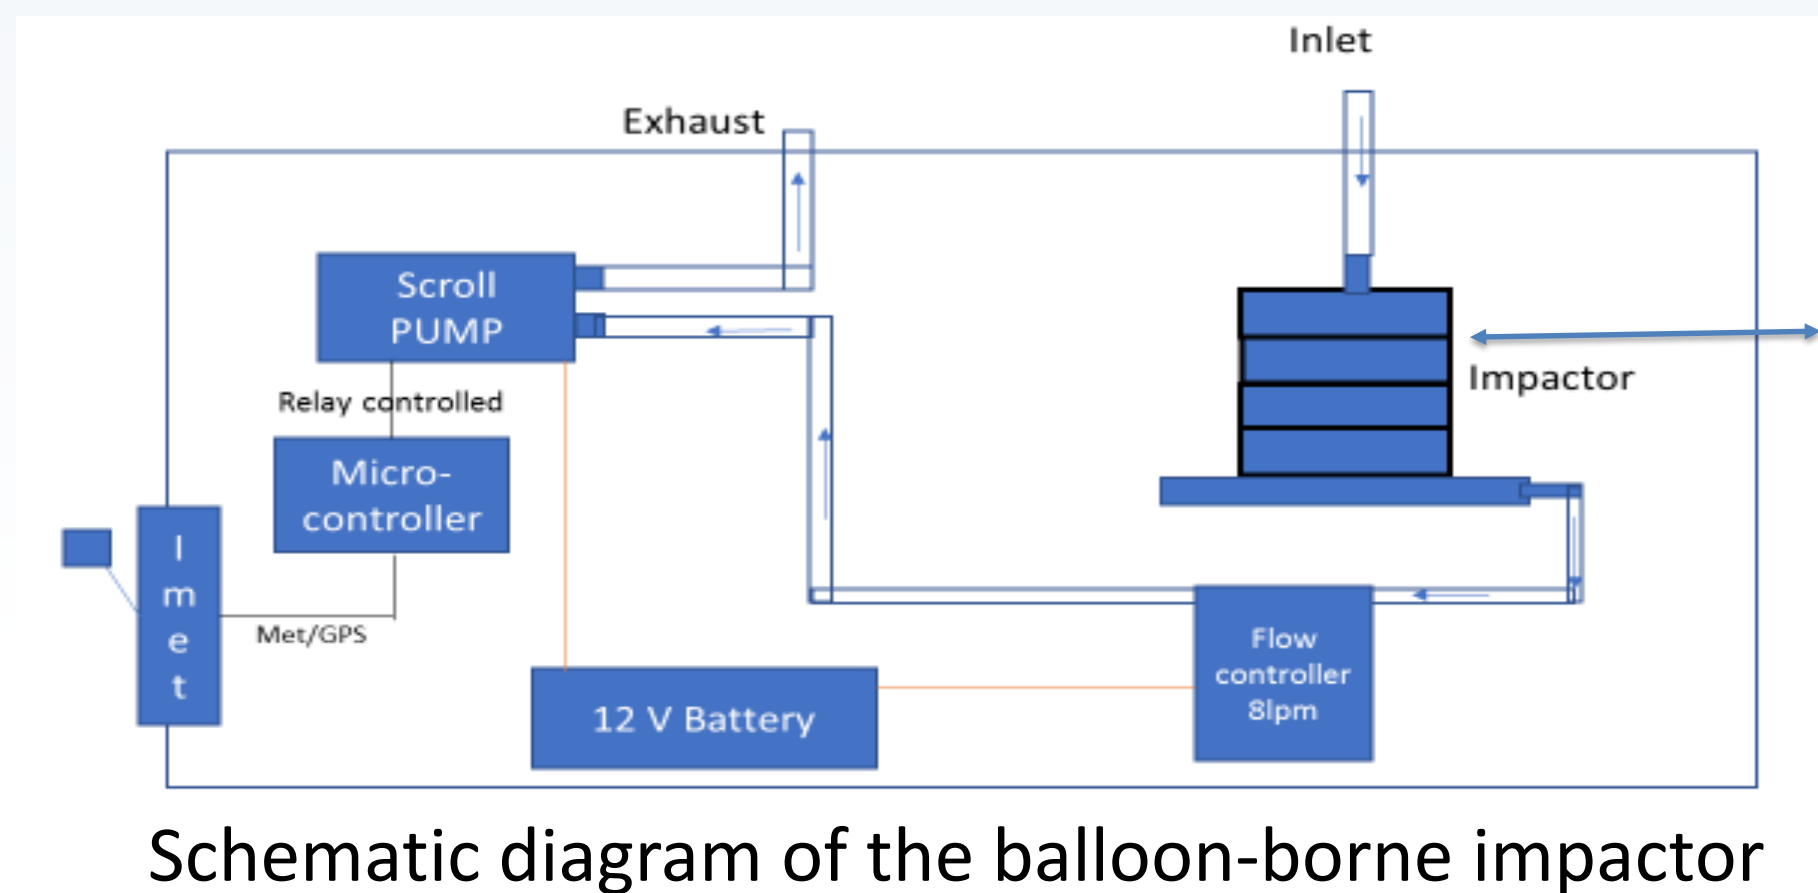 Inlet
Exhaust
Scroll
PUMP
Impactor
Relay controlled
Micro-
controller
I
m
e
t
Met/GPS
Flow
controller
8lpm
12 V Battery
Schematic diagram of the balloon-borne impactor